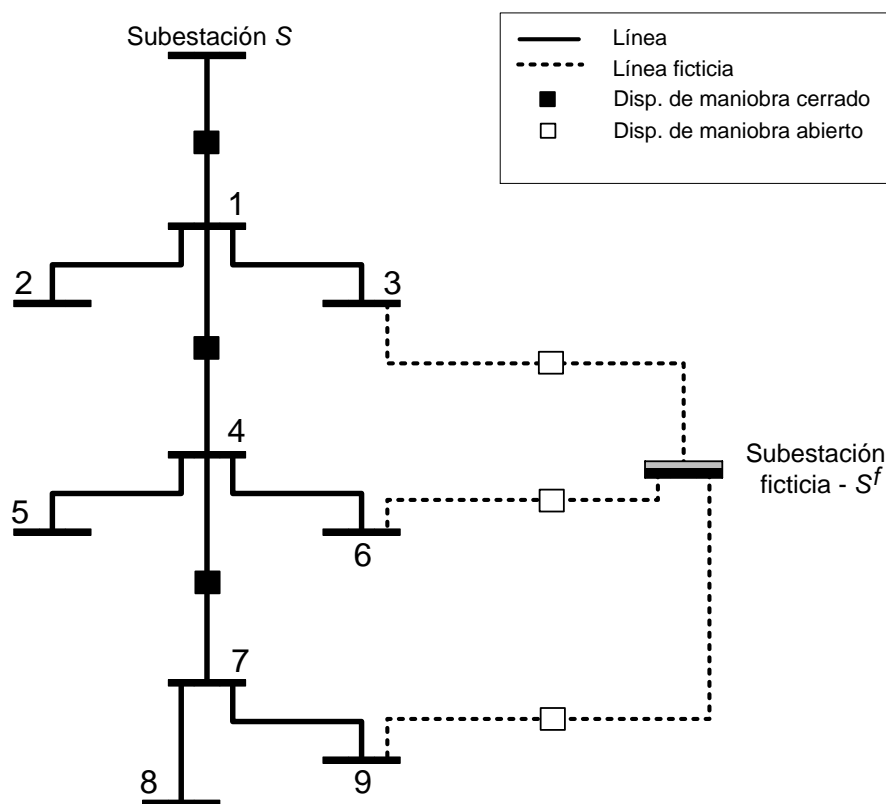 Subestación S
Línea
Línea ficticia
Disp. de maniobra cerrado
Disp. de maniobra abierto
1
2
3
4
Subestación
ficticia - S^f
5
6
7
8
9